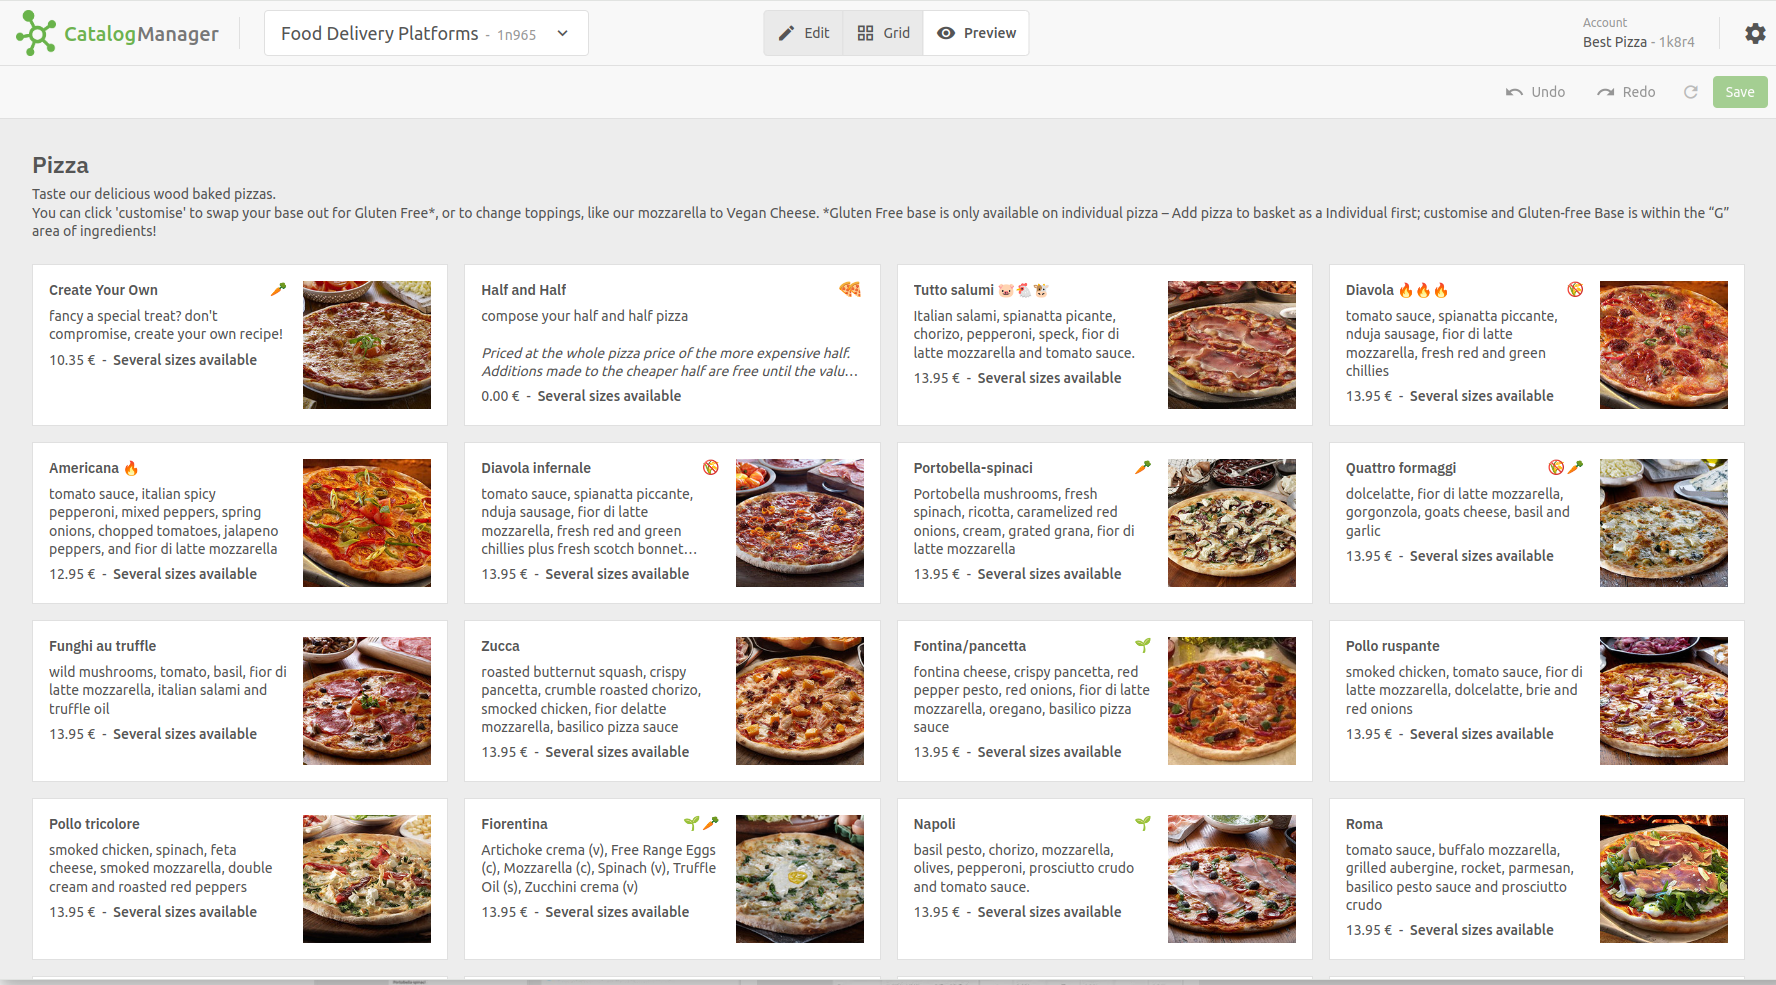 CatalogManager
Food Delivery Platforms - 1n965
Edit
Grid
Preview
Account
Best Pizza - 1k8r4
Undo
Redo
Save
Pizza
Taste our delicious wood baked pizzas.
You can click 'customise' to swap your base out for Gluten Free*, or to change toppings, like our mozzarella to Vegan Cheese. *Gluten Free base is only available on individual pizza – Add pizza to basket as a Individual first; customise and Gluten-free Base is within the “G”
area of ingredients!
Create Your Own
fancy a special treat? don't
compromise, create your own recipe!
10.35 € - Several sizes available
Half and Half
compose your half and half pizza
Priced at the whole pizza price of the more expensive half.
Additions made to the cheaper half are free until the valu...
0.00 € - Several sizes available
Tutto salumi 🐷🐔🐮
Italian salami, spianatta picante,
chorizo, pepperoni, speck, fior di
latte mozzarella and tomato sauce.
13.95 € - Several sizes available
Diavola 🔥🔥🔥
tomato sauce, spianatta piccante,
nduja sausage, fior di latte
mozzarella, fresh red and green
chillies
13.95 € - Several sizes available
Americana 🔥
tomato sauce, italian spicy
pepperoni, mixed peppers, spring
onions, chopped tomatoes, jalapeno
peppers, and fior di latte mozzarella
12.95 € - Several sizes available
Diavola infernale
tomato sauce, spianatta piccante,
nduja sausage, fior di latte
mozzarella, fresh red and green
chillies plus fresh scotch bonnet...
13.95 € - Several sizes available
Portobella-spinaci
Portobella mushrooms, fresh
spinach, ricotta, caramelized red
onions, cream, grated grana, fior di
latte mozzarella
13.95 € - Several sizes available
Quattro formaggi
dolcelatte, fior di latte mozzarella,
gorgonzola, goats cheese, basil and
garlic
13.95 € - Several sizes available
Funghi au truffle
wild mushrooms, tomato, basil, fior di
latte mozzarella, italian salami and
truffle oil
13.95 € - Several sizes available
Zucca
roasted butternut squash, crispy
pancetta, crumble roasted chorizo,
smocked chicken, fior delatte
mozzarella, basilico pizza sauce
13.95 € - Several sizes available
Fontina/pancetta
fontina cheese, crispy pancetta, red
pepper pesto, red onions, fior di latte
mozzarella, oregano, basilico pizza
sauce
13.95 € - Several sizes available
Pollo ruspante
smoked chicken, tomato sauce, fior di
latte mozzarella, dolcelatte, brie and
red onions
13.95 € - Several sizes available
Pollo tricolore
smoked chicken, spinach, feta
cheese, smoked mozzarella, double
cream and roasted red peppers
13.95 € - Several sizes available
Fiorentina
Artichoke crema (v), Free Range Eggs
(c), Mozzarella (c), Spinach (v), Truffle
Oil (s), Zucchini crema (v)
13.95 € - Several sizes available
Napoli
basil pesto, chorizo, mozzarella,
olives, pepperoni, prosciutto crudo
and tomato sauce.
13.95 € - Several sizes available
Roma
tomato sauce, buffalo mozzarella,
grilled aubergine, rocket, parmesan,
basilico pesto sauce and prosciutto
crudo
13.95 € - Several sizes available